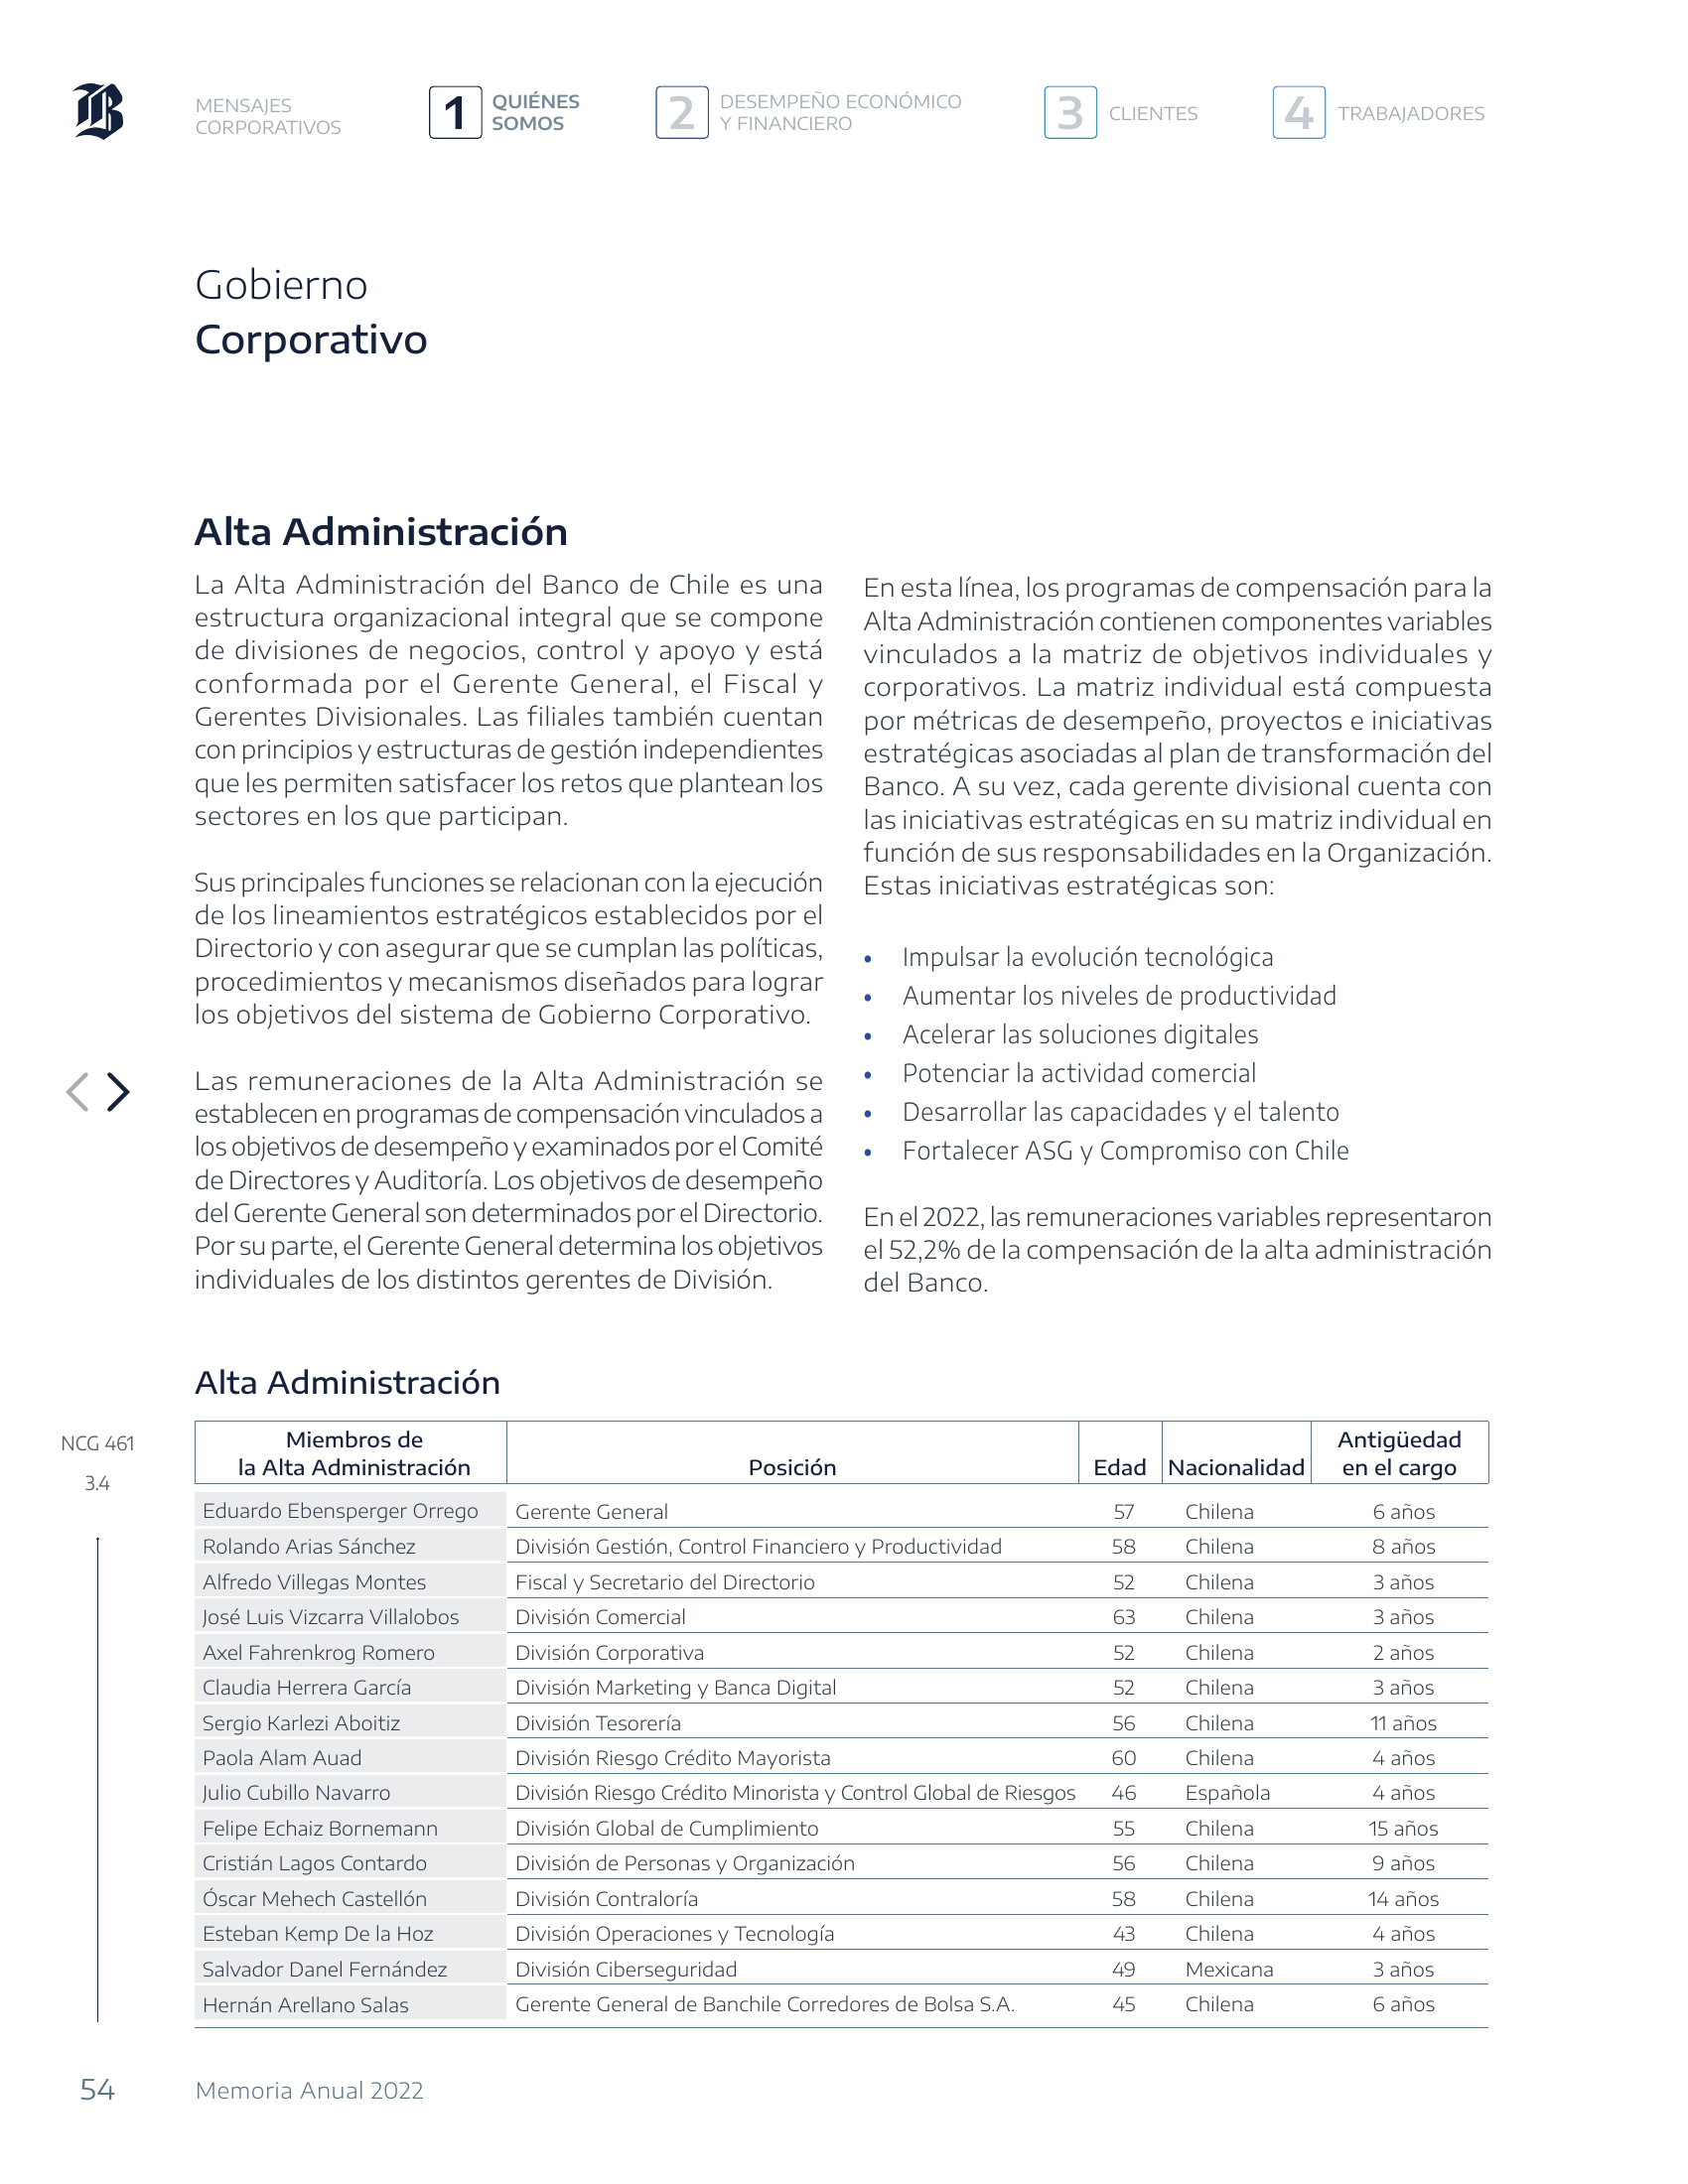 B
MENSAJES
CORPORATIVOS
1
QUIÉNES
SOMOS
2
DESEMPEÑO ECONÓMICO
Y FINANCIERO
3
CLIENTES
4
TRABAJADORES
Gobierno
Corporativo
Alta Administración
La Alta Administración del Banco de Chile es una
estructura organizacional integral que se compone
de divisiones de negocios, control y apoyo y está
conformada por el Gerente General, el Fiscal y
Gerentes Divisionales. Las filiales también cuentan
con principios y estructuras de gestión independientes
que les permiten satisfacer los retos que plantean los
sectores en los que participan.
Sus principales funciones se relacionan con la ejecución
de los lineamientos estratégicos establecidos por el
Directorio y con asegurar que se cumplan las políticas,
procedimientos y mecanismos diseñados para lograr
los objetivos del sistema de Gobierno Corporativo.
Las remuneraciones de la Alta Administración se
establecen en programas de compensación vinculados a
los objetivos de desempeño y examinados por el Comité
de Directores y Auditoría. Los objetivos de desempeño
del Gerente General son determinados por el Directorio.
Por su parte, el Gerente General determina los objetivos
individuales de los distintos gerentes de División.
En esta línea, los programas de compensación para la
Alta Administración contienen componentes variables
vinculados a la matriz de objetivos individuales y
corporativos. La matriz individual está compuesta
por métricas de desempeño, proyectos e iniciativas
estratégicas asociadas al plan de transformación del
Banco. A su vez, cada gerente divisional cuenta con
las iniciativas estratégicas en su matriz individual en
función de sus responsabilidades en la Organización.
Estas iniciativas estratégicas son:
• Impulsar la evolución tecnológica
• Aumentar los niveles de productividad
• Acelerar las soluciones digitales
• Potenciar la actividad comercial
• Desarrollar las capacidades y el talento
• Fortalecer ASG y Compromiso con Chile
En el 2022, las remuneraciones variables representaron
el 52,2% de la compensación de la alta administración
del Banco.
Alta Administración
NCG 461
3.4
Miembros de
la Alta Administración
Posición
Edad
Nacionalidad
Antigüedad
en el cargo
Eduardo Ebensperger Orrego Gerente General 57 Chilena 6 años
Rolando Arias Sánchez División Gestión, Control Financiero y Productividad 58 Chilena 8 años
Alfredo Villegas Montes Fiscal y Secretario del Directorio 52 Chilena 3 años
José Luis Vizcarra Villalobos División Comercial 63 Chilena 3 años
Axel Fahrenkrog Romero División Corporativa 52 Chilena 2 años
Claudia Herrera García División Marketing y Banca Digital 52 Chilena 3 años
Sergio Karlezi Aboitiz División Tesorería 56 Chilena 11 años
Paola Alam Auad División Riesgo Crédito Mayorista 60 Chilena 4 años
Julio Cubillo Navarro División Riesgo Crédito Minorista y Control Global de Riesgos 46 Española 4 años
Felipe Echaiz Bornemann División Global de Cumplimiento 55 Chilena 15 años
Cristián Lagos Contardo División de Personas y Organización 56 Chilena 9 años
Óscar Mehech Castellón División Contraloría 58 Chilena 14 años
Esteban Kemp De la Hoz División Operaciones y Tecnología 43 Chilena 4 años
Salvador Danel Fernández División Ciberseguridad 49 Mexicana 3 años
Hernán Arellano Salas Gerente General de Banchile Corredores de Bolsa S.A. 45 Chilena 6 años
54
Memoria Anual 2022